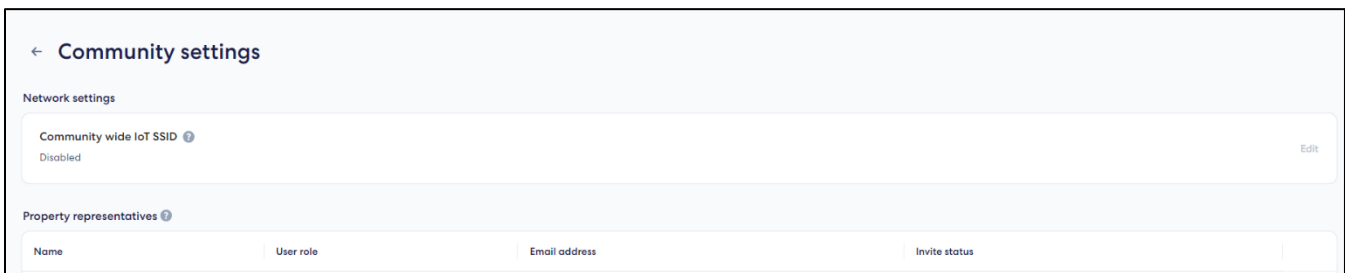 Community settings
Network settings
Community wide IoT SSID
Disabled
Edit
Property representatives
Name User role Email address Invite status